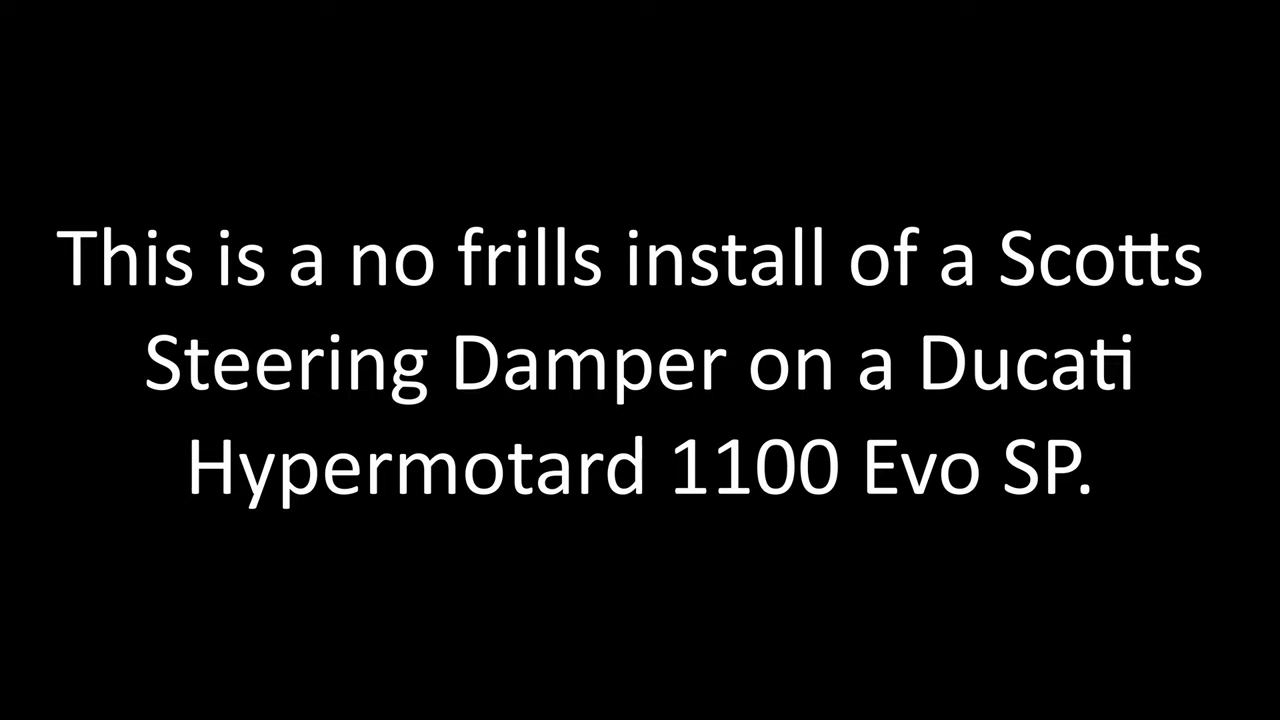 This is a no frills install of a Scotts
Steering Damper on a Ducati
Hypermotard 1100 Evo SP.